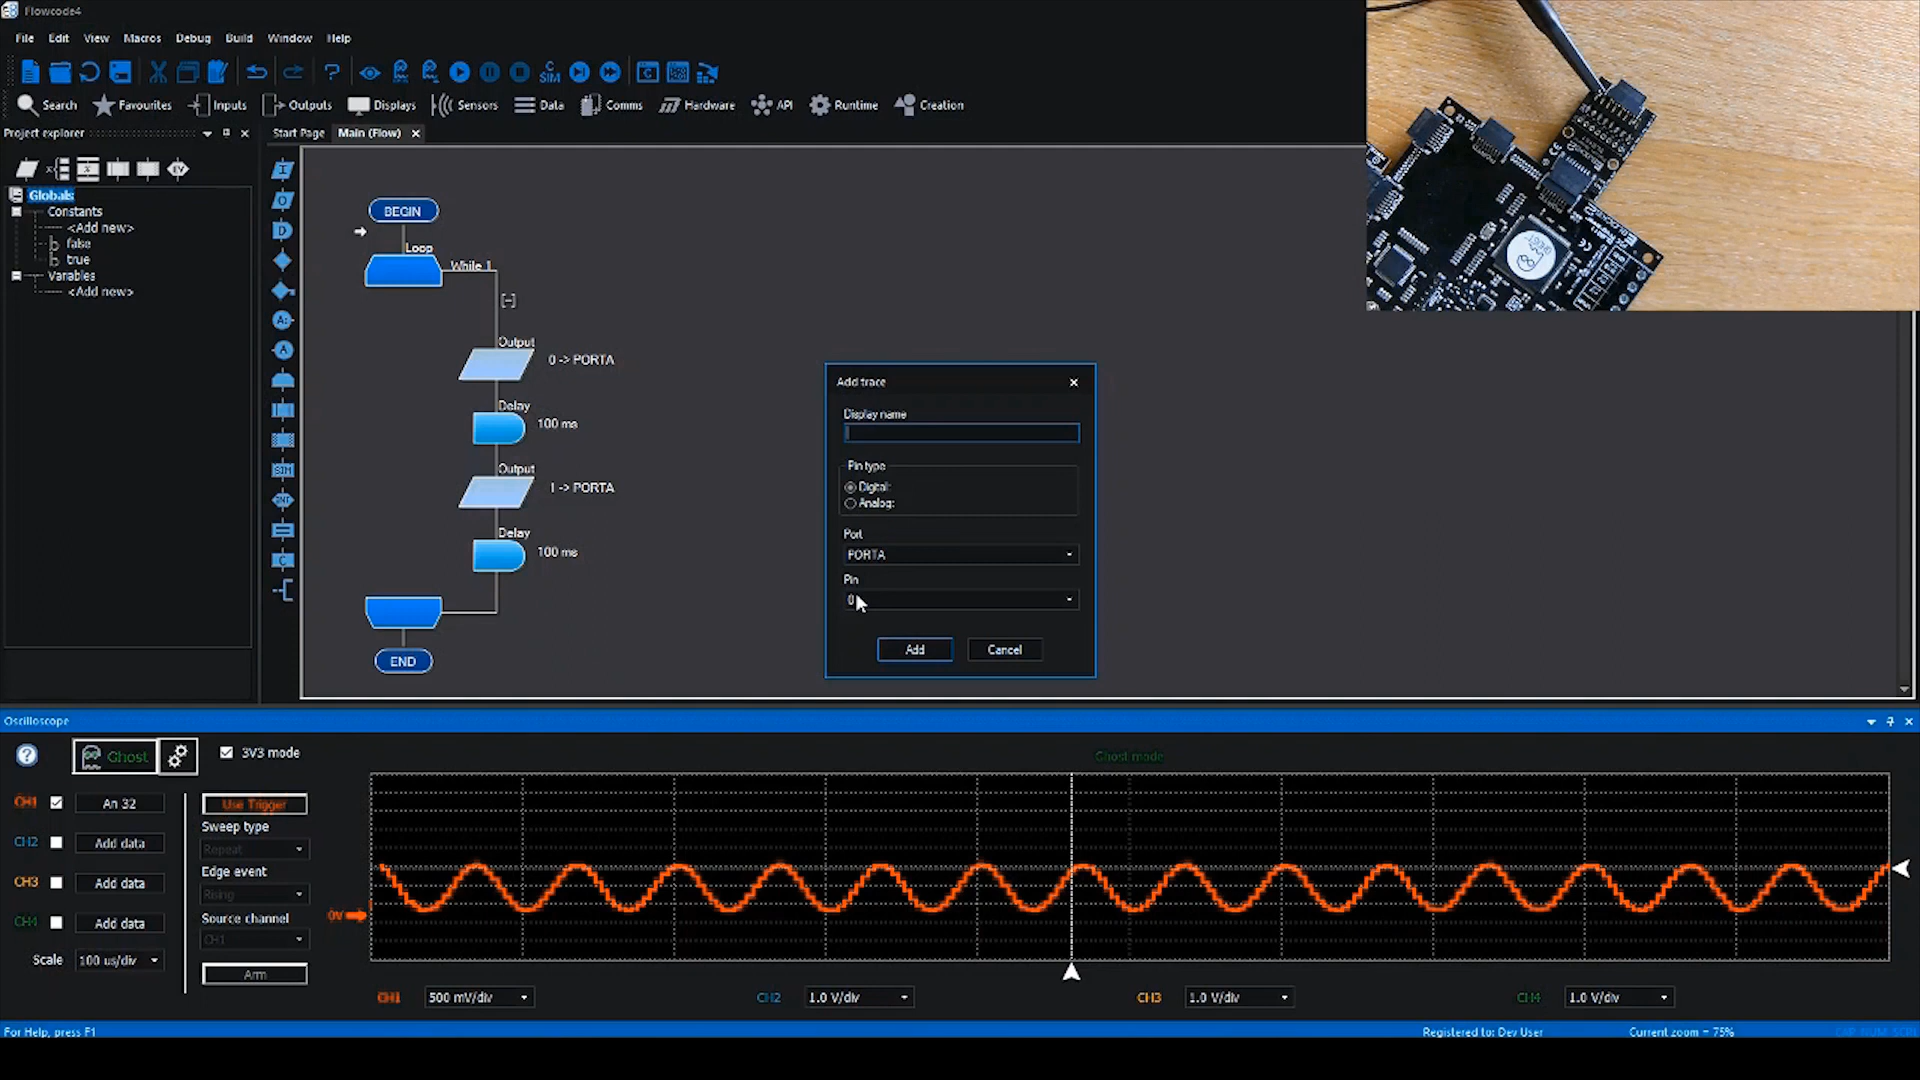 Flowcode4
File Edit View Macros Debug Build Window Help
Search Favourites Inputs Outputs Displays Sensors Data Comms Hardware API Runtime Creation
Project explorer
Start Page Main (Flow)
Globals
Constants
<Add new>
false
true
Variables
<Add new>
BEGIN
Loop
While 1
Output
0 -> PORTA
Delay
100 ms
Output
1 -> PORTA
Delay
100 ms
END
Add trace
Display name
Pin type
Digital:
Analog:
Port
PORTA
Pin
0
Add Cancel
Oscilloscope
Ghost
3V3 mode
Ghost mode
CH1 An 32
CH2 Add data
CH3 Add data
CH4 Add data
Scale 100 us/div
Use Trigger
Sweep type
Repeat
Edge event
Rising
Source channel
CH1
Arm
0V
CH1 500 mV/div CH2 1.0 V/div CH3 1.0 V/div CH4 1.0 V/div
For Help, press F1
Registered to: Dev User
Current zoom = 75%
CAP NUM SCRL